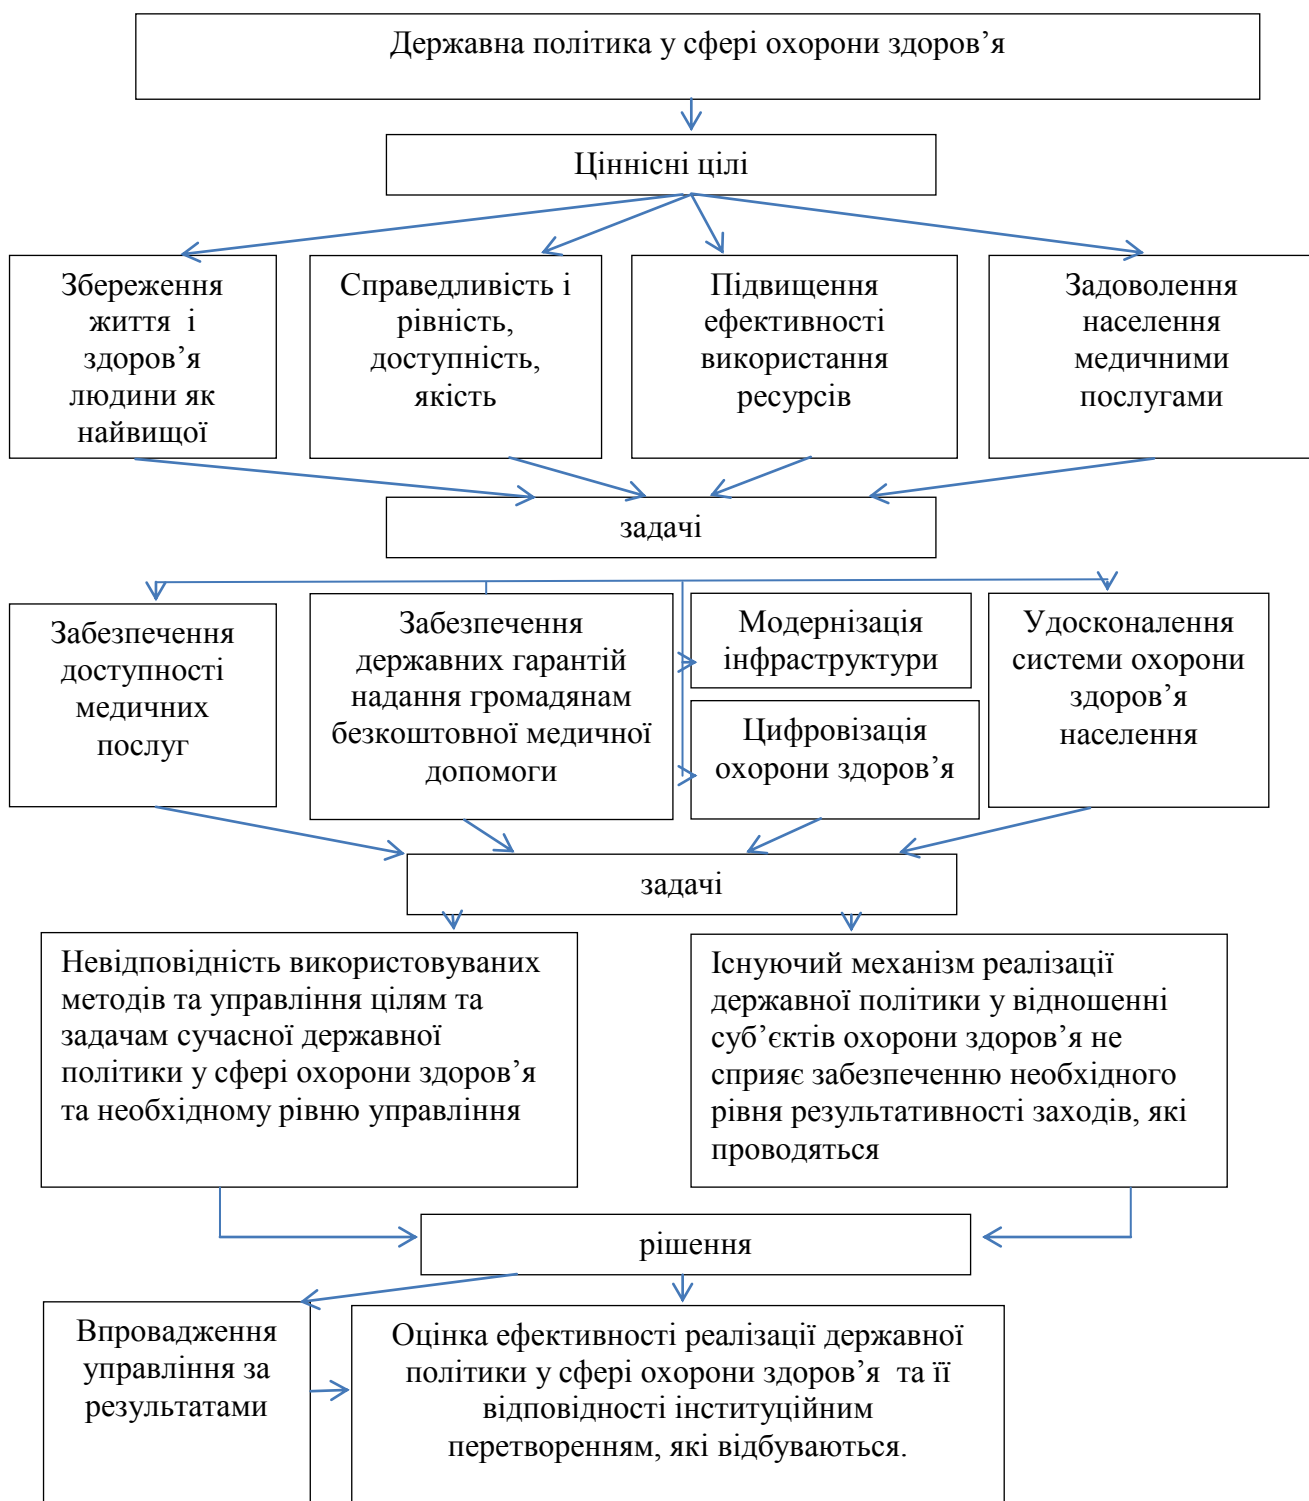 Державна політика у сфері охорони здоров’я
Ціннісні цілі
Збереження
життя і
здоров’я
людини як
найвищої
Справедливість і
рівність,
доступність,
якість
Підвищення
ефективності
використання
ресурсів
Задоволення
населення
медичними
послугами
задачі
Забезпечення
доступності
медичних
послуг
Забезпечення
державних гарантій
надання громадянам
безкоштовної медичної
допомоги
Модернізація
інфраструктури
Цифровізація
охорони здоров’я
Удосконалення
системи охорони
здоров’я
населення
задачі
Невідповідність використовуваних
методів та управління цілям та
задачам сучасної державної
політики у сфері охорони здоров’я
та необхідному рівню управління
Існуючий механізм реалізації
державної політики у відношенні
суб’єктів охорони здоров’я не
сприяє забезпеченню необхідного
рівня результативності заходів, які
проводяться
рішення
Впровадження
управління за
результатами
Оцінка ефективності реалізації державної
політики у сфері охорони здоров’я та її
відповідності інституційним
перетворенням, які відбуваються.